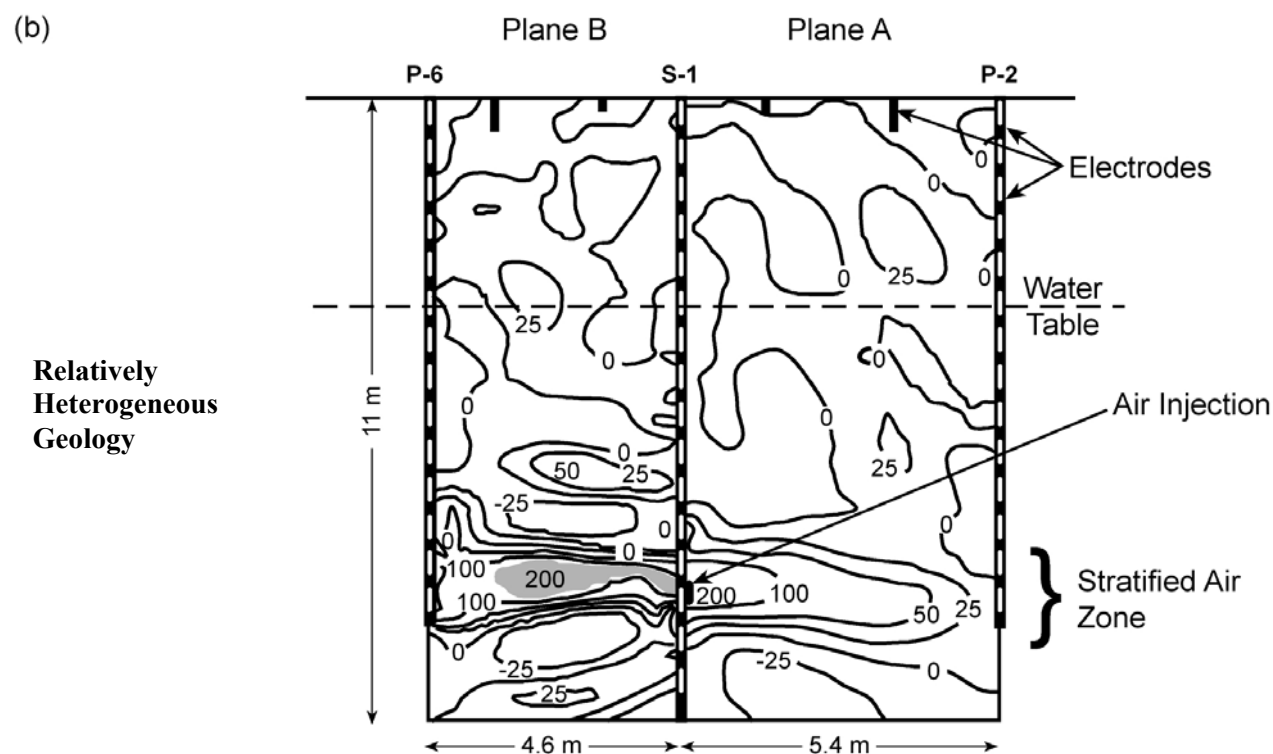 (b)
Plane B
Plane A
P-6
S-1
P-2
0
0
Electrodes
0
25
0
Water
Table
25
0
0
Relatively
Heterogeneous
Geology
11 m
0
0
Air Injection
0
50
25
25
-25
0
0
0
0
100
200
100
200
100
50
25
Stratified Air
Zone
0
-25
25
-25
0
4.6 m
5.4 m